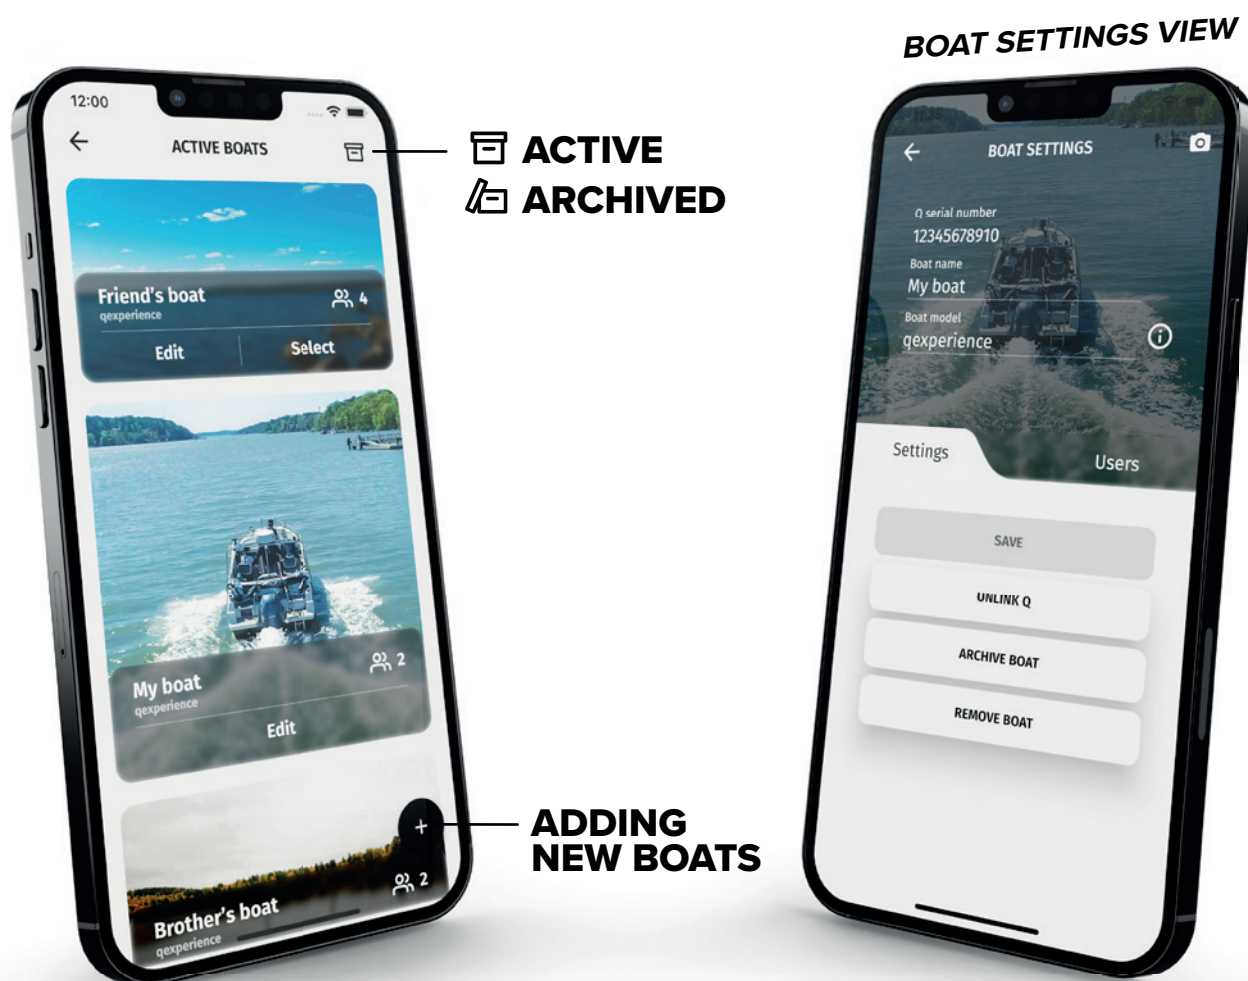 BOAT SETTINGS VIEW
12:00
ACTIVE BOATS
ACTIVE
ARCHIVED
Friend's boat
qexperience
4
Edit
Select
My boat
qexperience
2
Edit
ADDING
NEW BOATS
+
2
Brother's boat
qexperience
11:25
BOAT SETTINGS
Q serial number
12345678910
Boat name
My boat
Boat model
qexperience
Settings
Users
SAVE
UNLINK Q
ARCHIVE BOAT
REMOVE BOAT